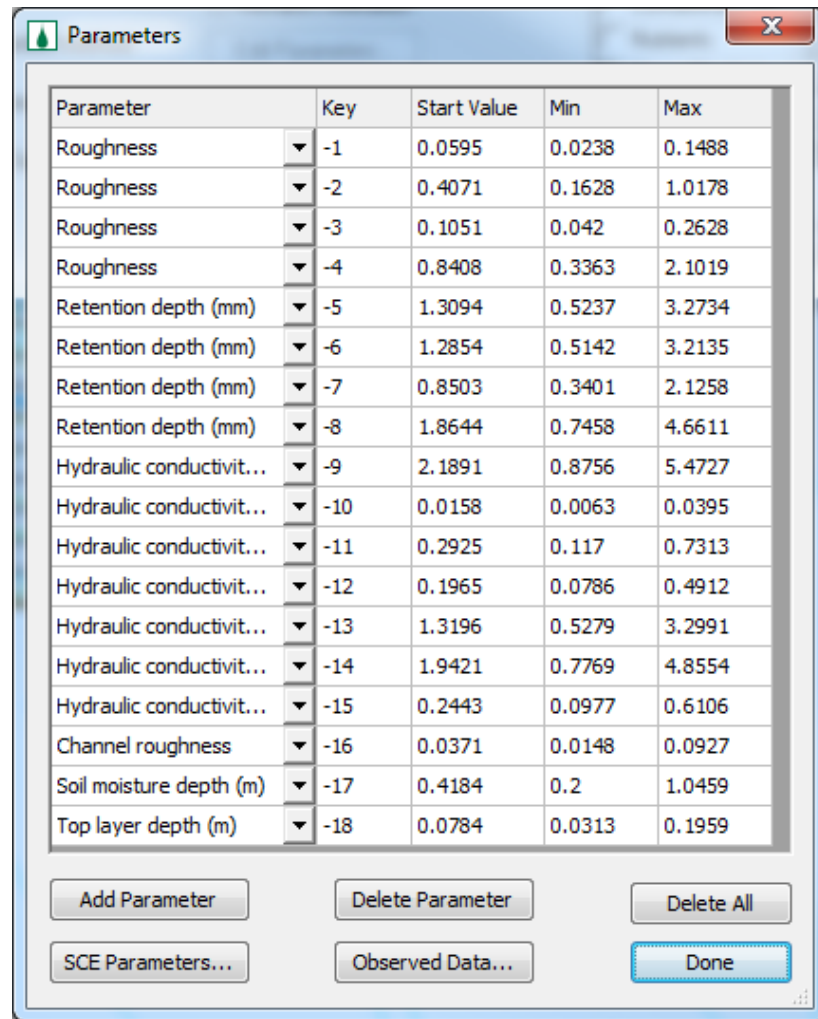 Parameters
Parameter Key Start Value Min Max
Roughness -1 0.0595 0.0238 0.1488
Roughness -2 0.4071 0.1628 1.0178
Roughness -3 0.1051 0.042 0.2628
Roughness -4 0.8408 0.3363 2.1019
Retention depth (mm) -5 1.3094 0.5237 3.2734
Retention depth (mm) -6 1.2854 0.5142 3.2135
Retention depth (mm) -7 0.8503 0.3401 2.1258
Retention depth (mm) -8 1.8644 0.7458 4.6611
Hydraulic conductivit... -9 2.1891 0.8756 5.4727
Hydraulic conductivit... -10 0.0158 0.0063 0.0395
Hydraulic conductivit... -11 0.2925 0.117 0.7313
Hydraulic conductivit... -12 0.1965 0.0786 0.4912
Hydraulic conductivit... -13 1.3196 0.5279 3.2991
Hydraulic conductivit... -14 1.9421 0.7769 4.8554
Hydraulic conductivit... -15 0.2443 0.0977 0.6106
Channel roughness -16 0.0371 0.0148 0.0927
Soil moisture depth (m) -17 0.4184 0.2 1.0459
Top layer depth (m) -18 0.0784 0.0313 0.1959
Add Parameter Delete Parameter Delete All
SCE Parameters... Observed Data... Done